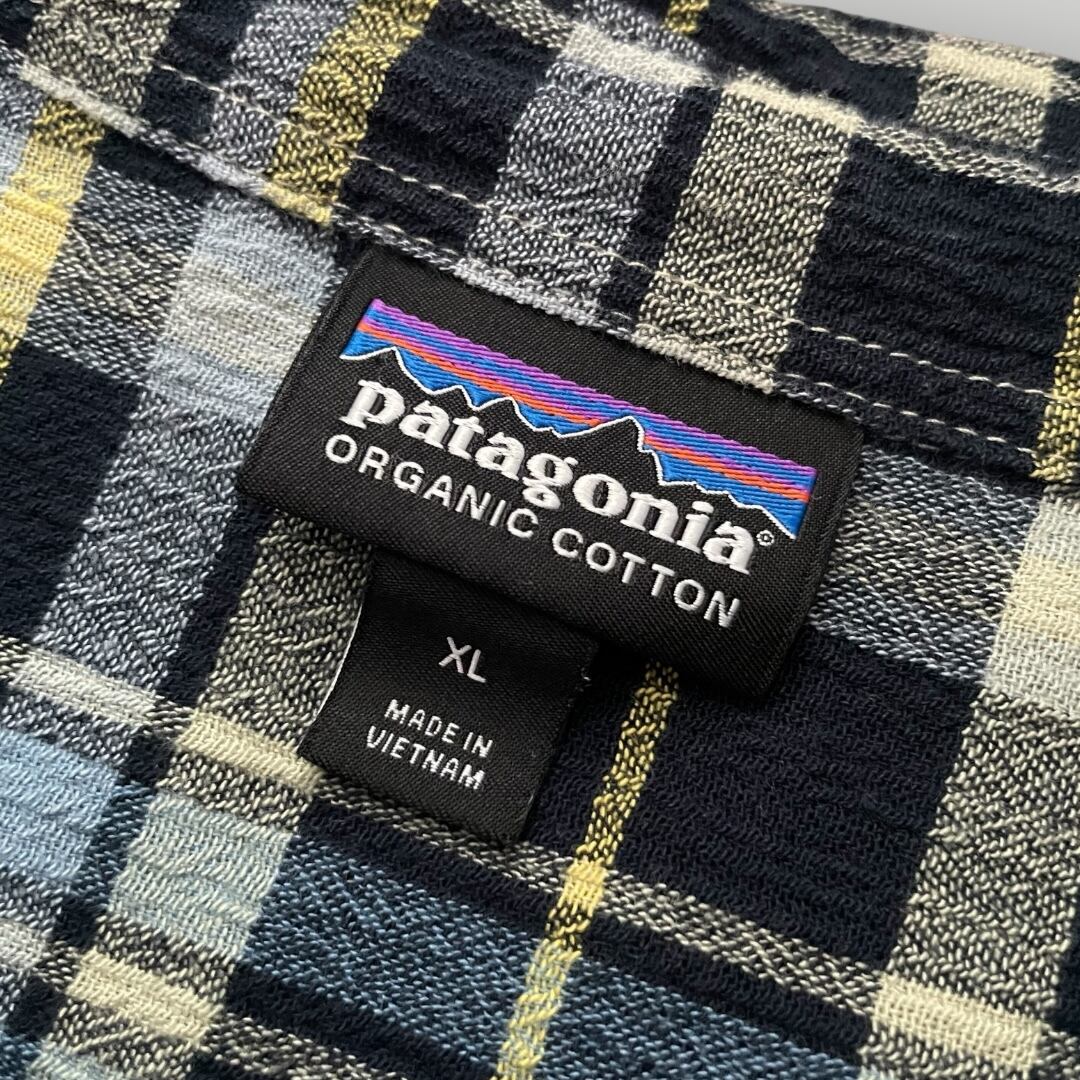 patagonia®
ORGANIC COTTON
XL
MADE IN
VIETNAM